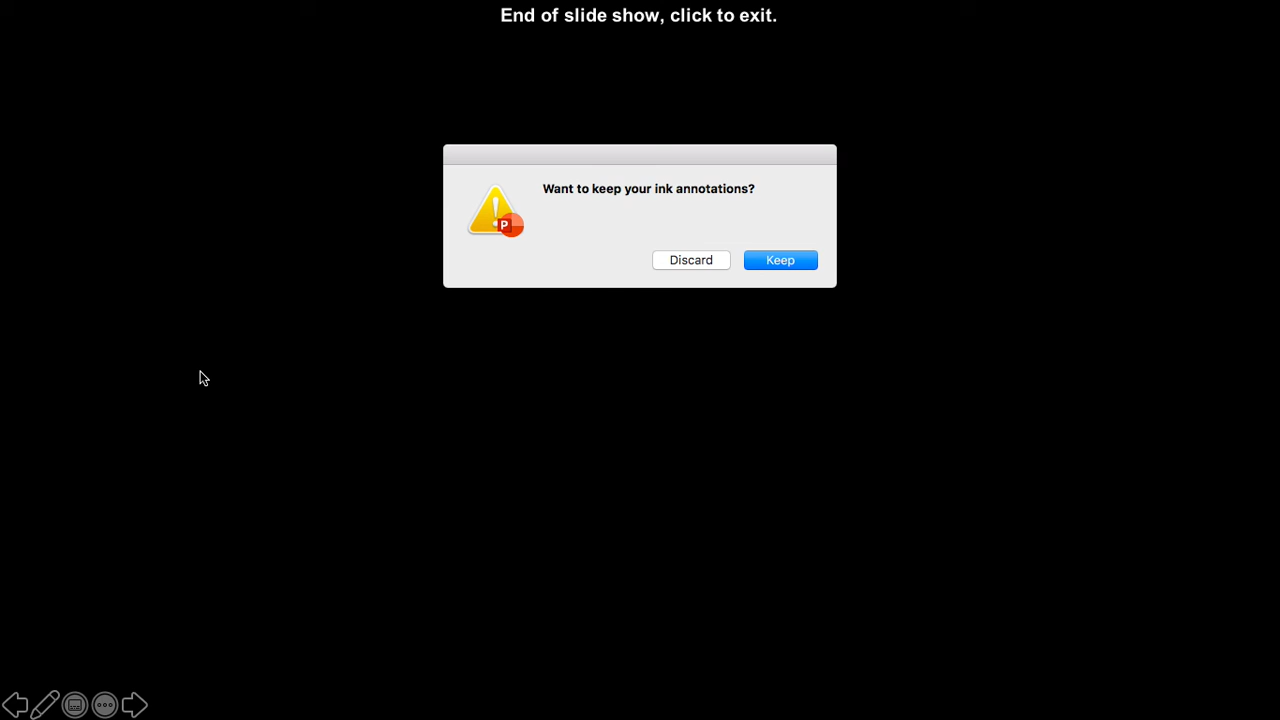 End of slide show, click to exit.
Want to keep your ink annotations?
P
Discard
Keep